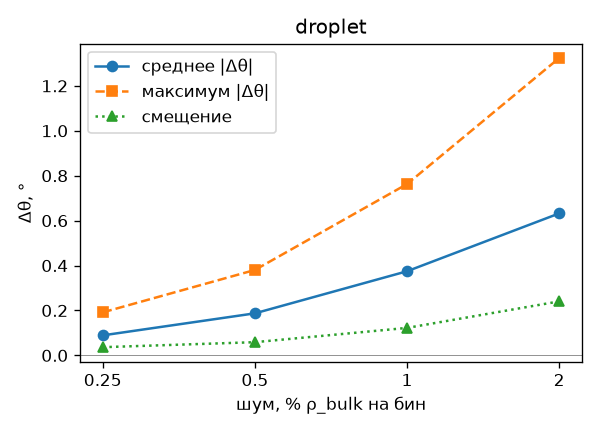 droplet
среднее |Δθ|
максимум |Δθ|
смещение
Δθ, °
1.2
1.0
0.8
0.6
0.4
0.2
0.0
0.25 0.5 1 2
шум, % ρ_bulk на бин